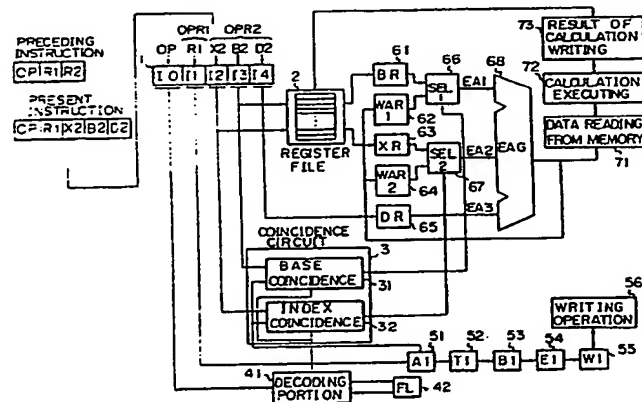 PRECEDING INSTRUCTION
OP R1 R2
PRESENT INSTRUCTION
OP R1 X2 B2 D2
OPR1 OPR2
OP R1 X2 B2 D2
1
I0 I1 I2 I3 I4
2
REGISTER FILE
61
BR
WAR 1
62
63
XR
WAR 2
64
DR
65
66
SEL 1
SEL 2
67
EA1
EA2
EA3
68
EAG
73
RESULT OF CALCULATION WRITING
72
CALCULATION EXECUTING
DATA READING FROM MEMORY
71
COINCIDENCE CIRCUIT
3
BASE COINCIDENCE
31
INDEX COINCIDENCE
32
41
DECODING PORTION
FL
42
51
A1
52
T1
53
B1
54
E1
W1
55
56
WRITING OPERATION